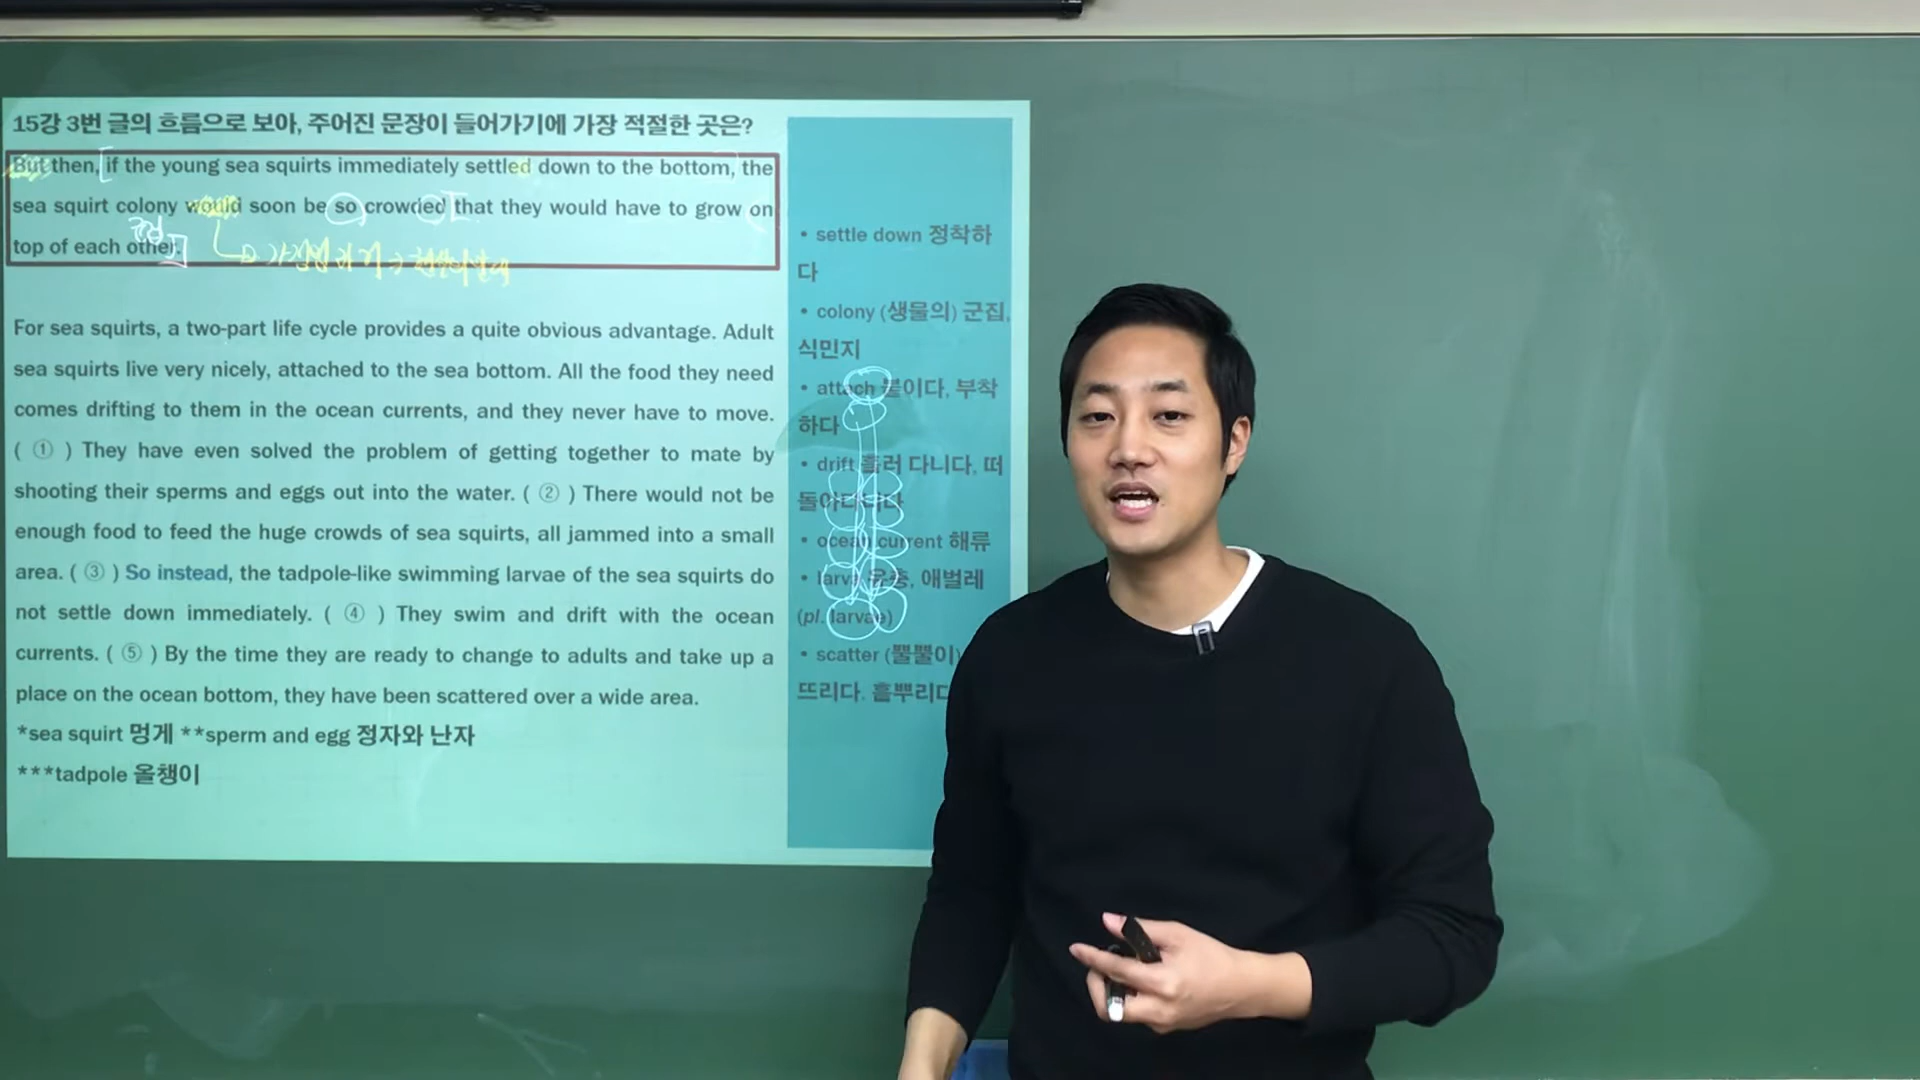 15강 3번 글의 흐름으로 보아, 주어진 문장이 들어가기에 가장 적절한 곳은?
But then, if the young sea squirts immediately settled down to the bottom, the
sea squirt colony would soon be so crowded that they would have to grow on
top of each other.
For sea squirts, a two-part life cycle provides a quite obvious advantage. Adult
sea squirts live very nicely, attached to the sea bottom. All the food they need
comes drifting to them in the ocean currents, and they never have to move.
( ① ) They have even solved the problem of getting together to mate by
shooting their sperms and eggs out into the water. ( ② ) There would not be
enough food to feed the huge crowds of sea squirts, all jammed into a small
area. ( ③ ) So instead, the tadpole-like swimming larvae of the sea squirts do
not settle down immediately. ( ④ ) They swim and drift with the ocean
currents. ( ⑤ ) By the time they are ready to change to adults and take up a
place on the ocean bottom, they have been scattered over a wide area.
*sea squirt 멍게 **sperm and egg 정자와 난자
***tadpole 올챙이
• settle down 정착하
다
• colony (생물의) 군집,
식민지
• attach 붙이다, 부착
하다
• drift 흘러 다니다, 떠
돌아다니다
• ocean current 해류
• larva 유충, 애벌레
(pl. larvae)
• scatter (뿔뿔이)
뜨리다, 흩뿌리다